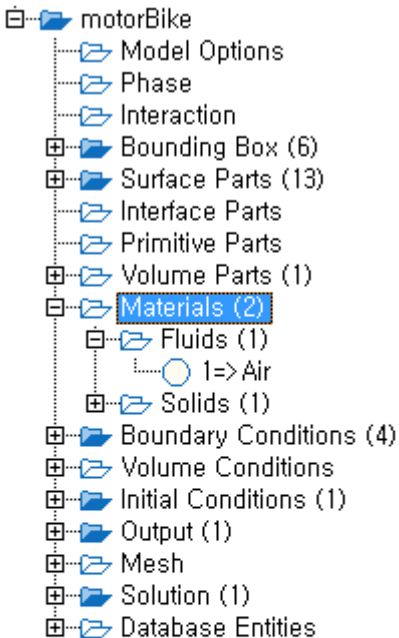 motorBike
Model Options
Phase
Interaction
Bounding Box (6)
Surface Parts (13)
Interface Parts
Primitive Parts
Volume Parts (1)
Materials (2)
Fluids (1)
1=> Air
Solids (1)
Boundary Conditions (4)
Volume Conditions
Initial Conditions (1)
Output (1)
Mesh
Solution (1)
Database Entities